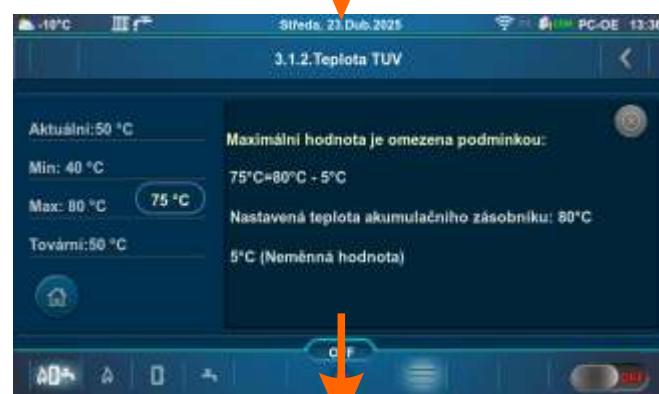 -10°C Středa, 23.Dub.2025 PC-OE 13:36
3.1.2.Teplota TUV
Aktuální:50 °C
Min: 40 °C
Max: 80 °C 75 °C
Tovární:50 °C
Maximální hodnota je omezena podmínkou:
75°C=80°C - 5°C
Nastavená teplota akumulačního zásobníku: 80°C
5°C (Neměnná hodnota)
OFF